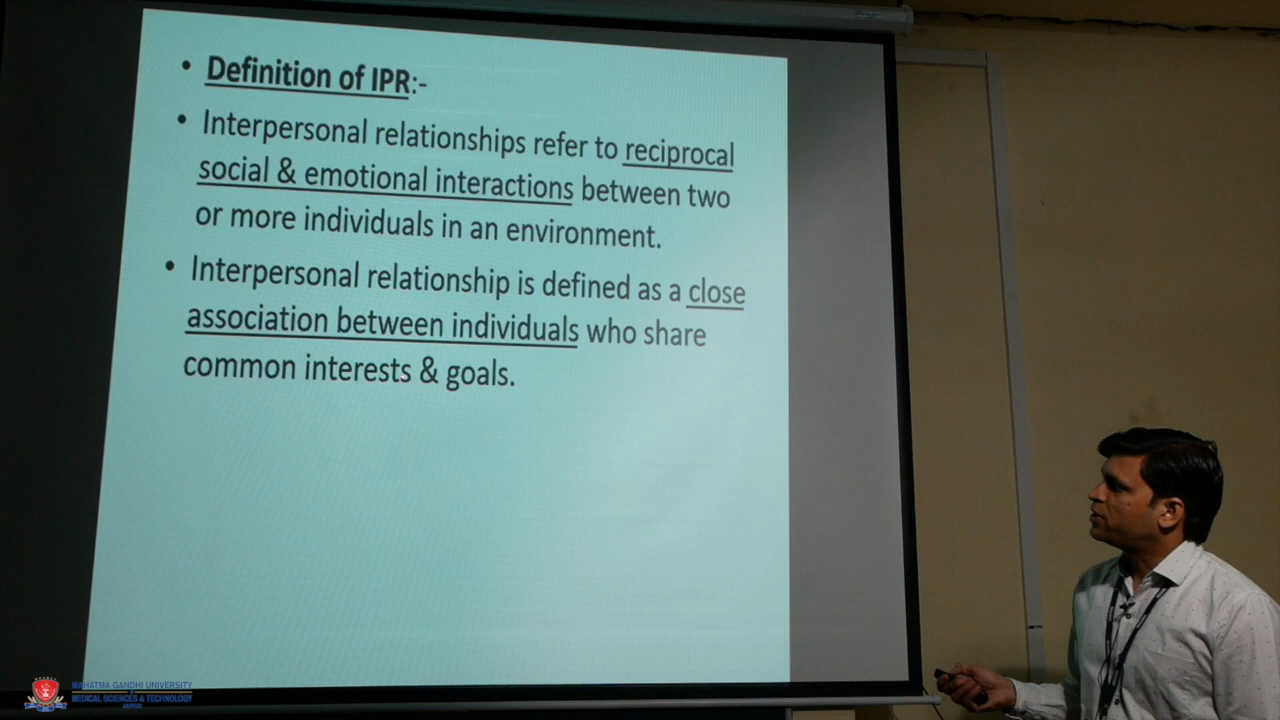 • Definition of IPR:-
• Interpersonal relationships refer to reciprocal
social & emotional interactions between two
or more individuals in an environment.
• Interpersonal relationship is defined as a close
association between individuals who share
common interests & goals.
MAHATMA GANDHI UNIVERSITY
OF
MEDICAL SCIENCES & TECHNOLOGY
JAIPUR